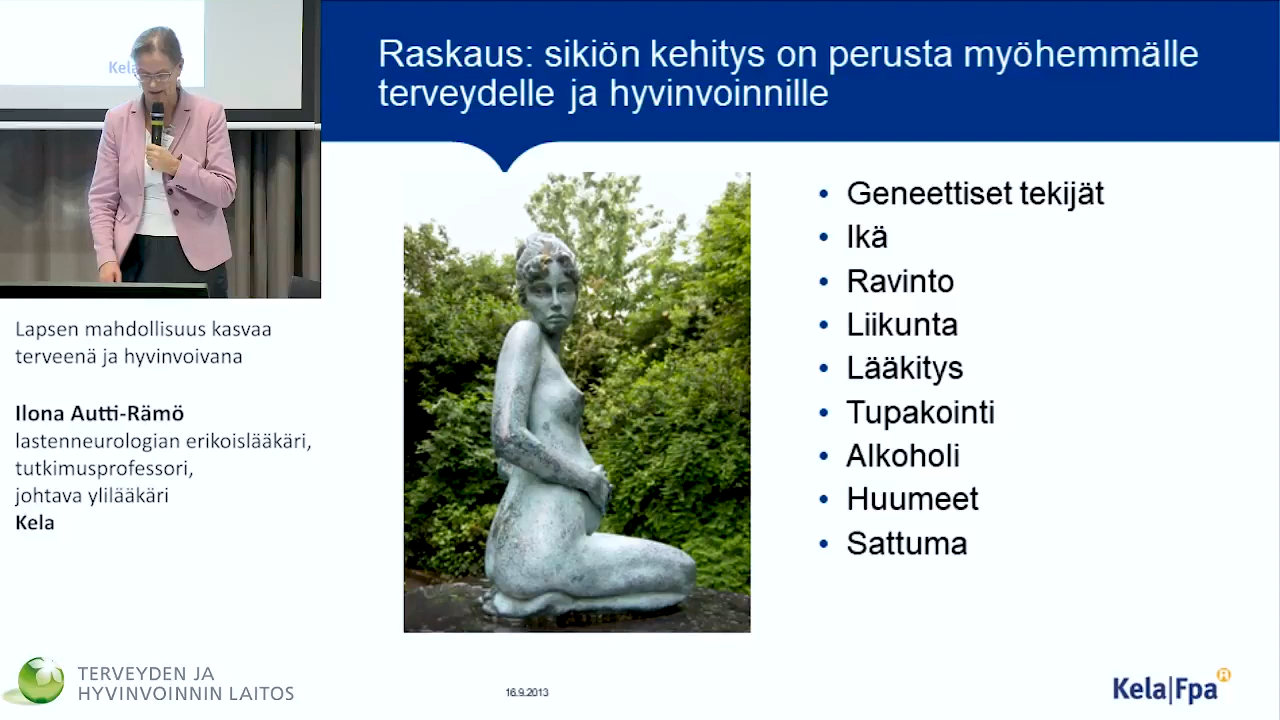 Kela
Raskaus: sikiön kehitys on perusta myöhemmälle
terveydelle ja hyvinvoinnille
Geneettiset tekijät
Ikä
Ravinto
Liikunta
Lääkitys
Tupakointi
Alkoholi
Huumeet
Sattuma
Lapsen mahdollisuus kasvaa
terveenä ja hyvinvoivana
Ilona Autti-Rämö
lastenneurologian erikoislääkäri,
tutkimusprofessori,
johtava ylilääkäri
Kela
TERVEYDEN JA
HYVINVOINNIN LAITOS
16.9.2013
Kela|Fpa